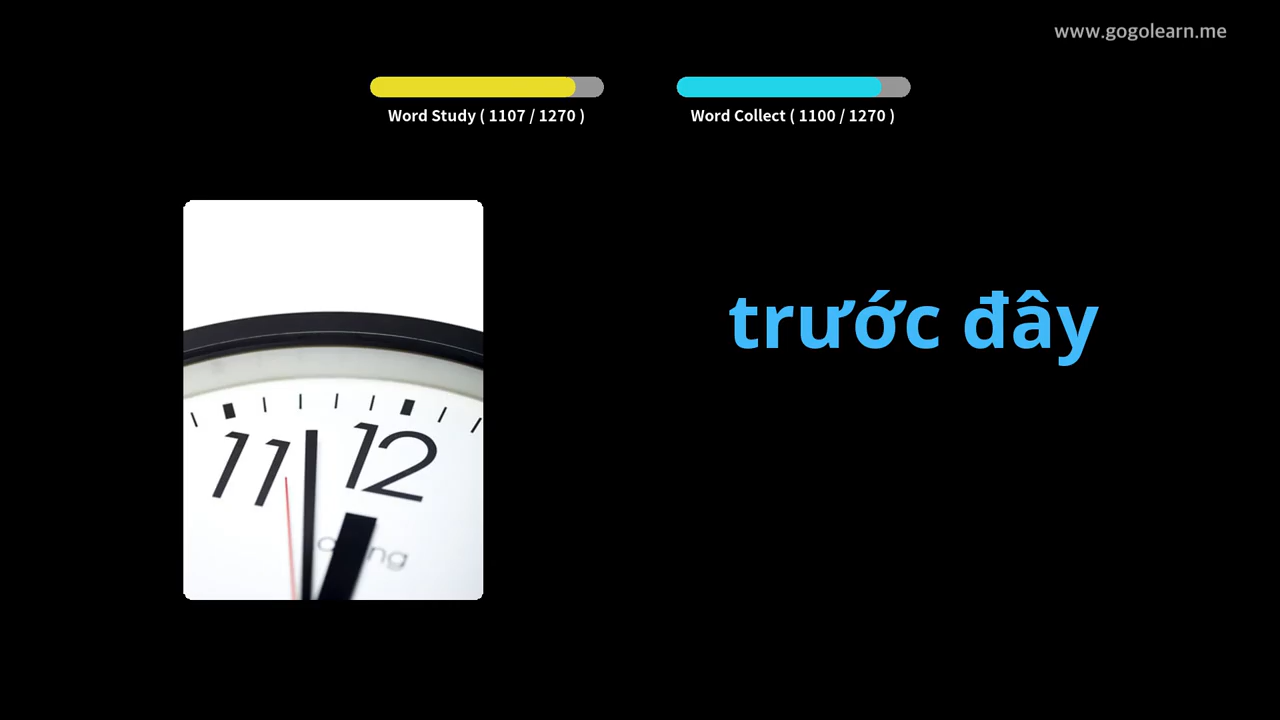 www.gogolearn.me
Word Study ( 1107 / 1270 )
Word Collect ( 1100 / 1270 )
trước đây
11
12